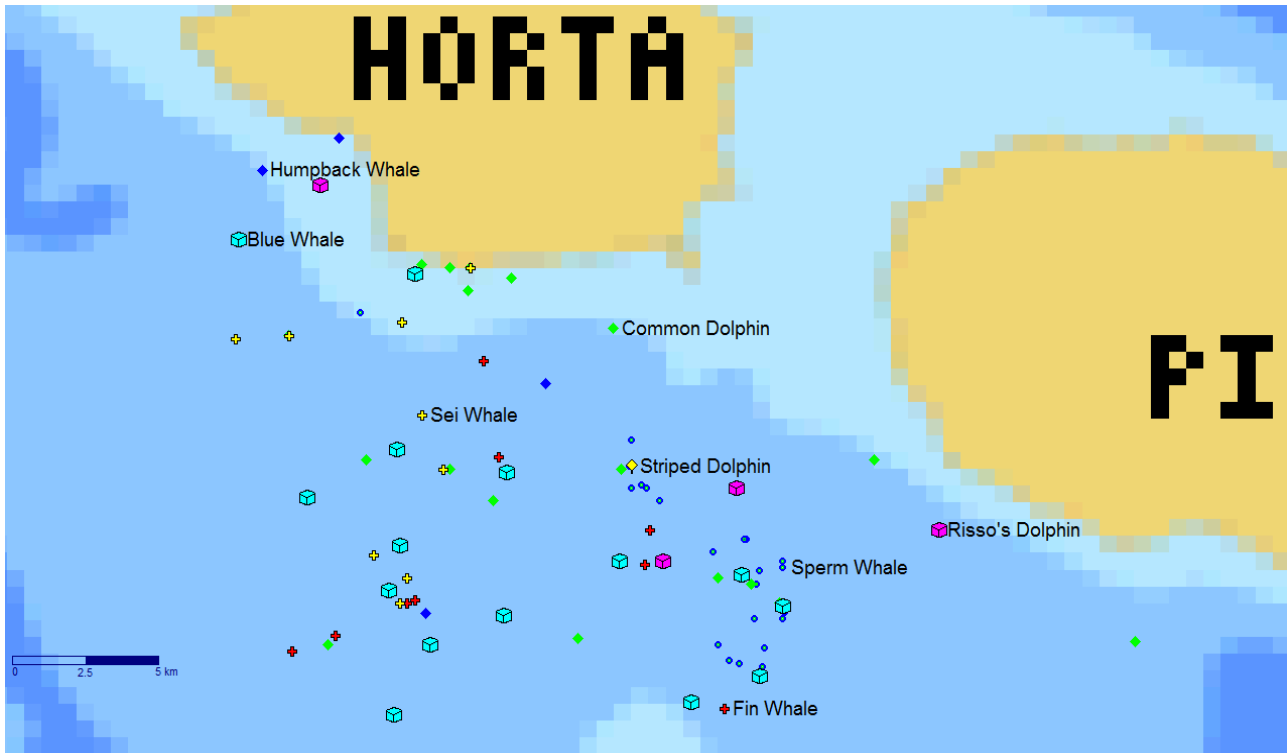 HORTA
Humpback Whale
Blue Whale
Common Dolphin
PI
Sei Whale
Striped Dolphin
Risso's Dolphin
Sperm Whale
0 2.5 5 km
Fin Whale